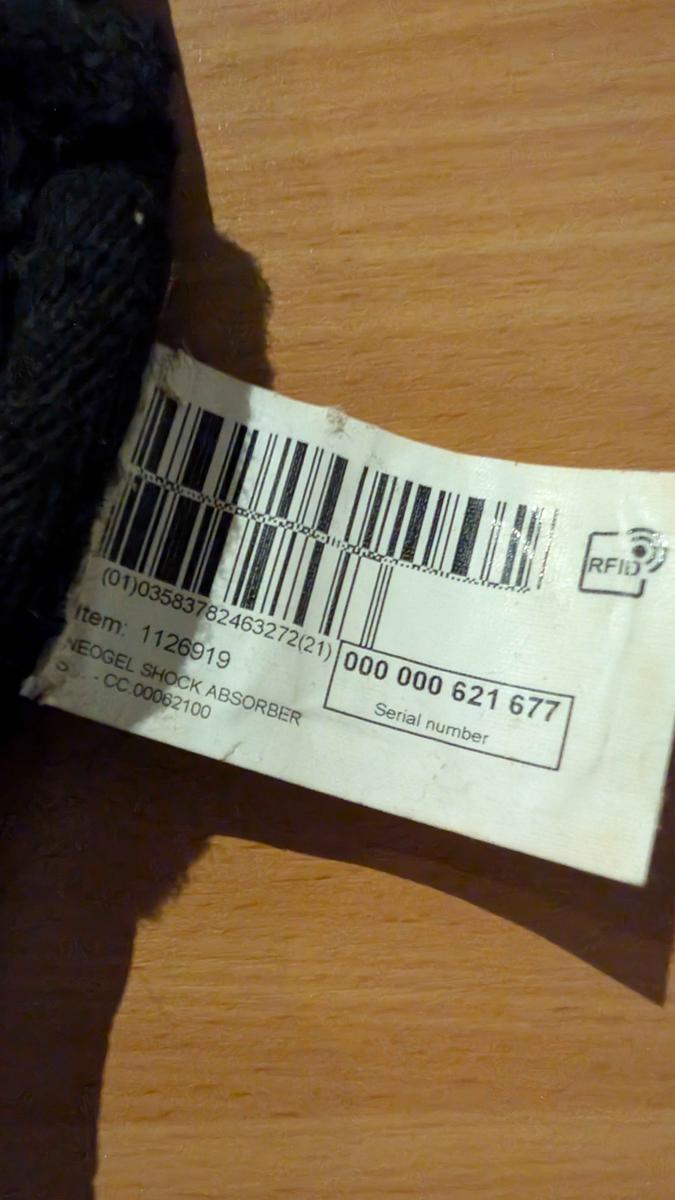 (01)03583782463272(21)
RFID
Item: 1126919
000 000 621 677
NEOGEL SHOCK ABSORBER
Serial number
CC.00062100